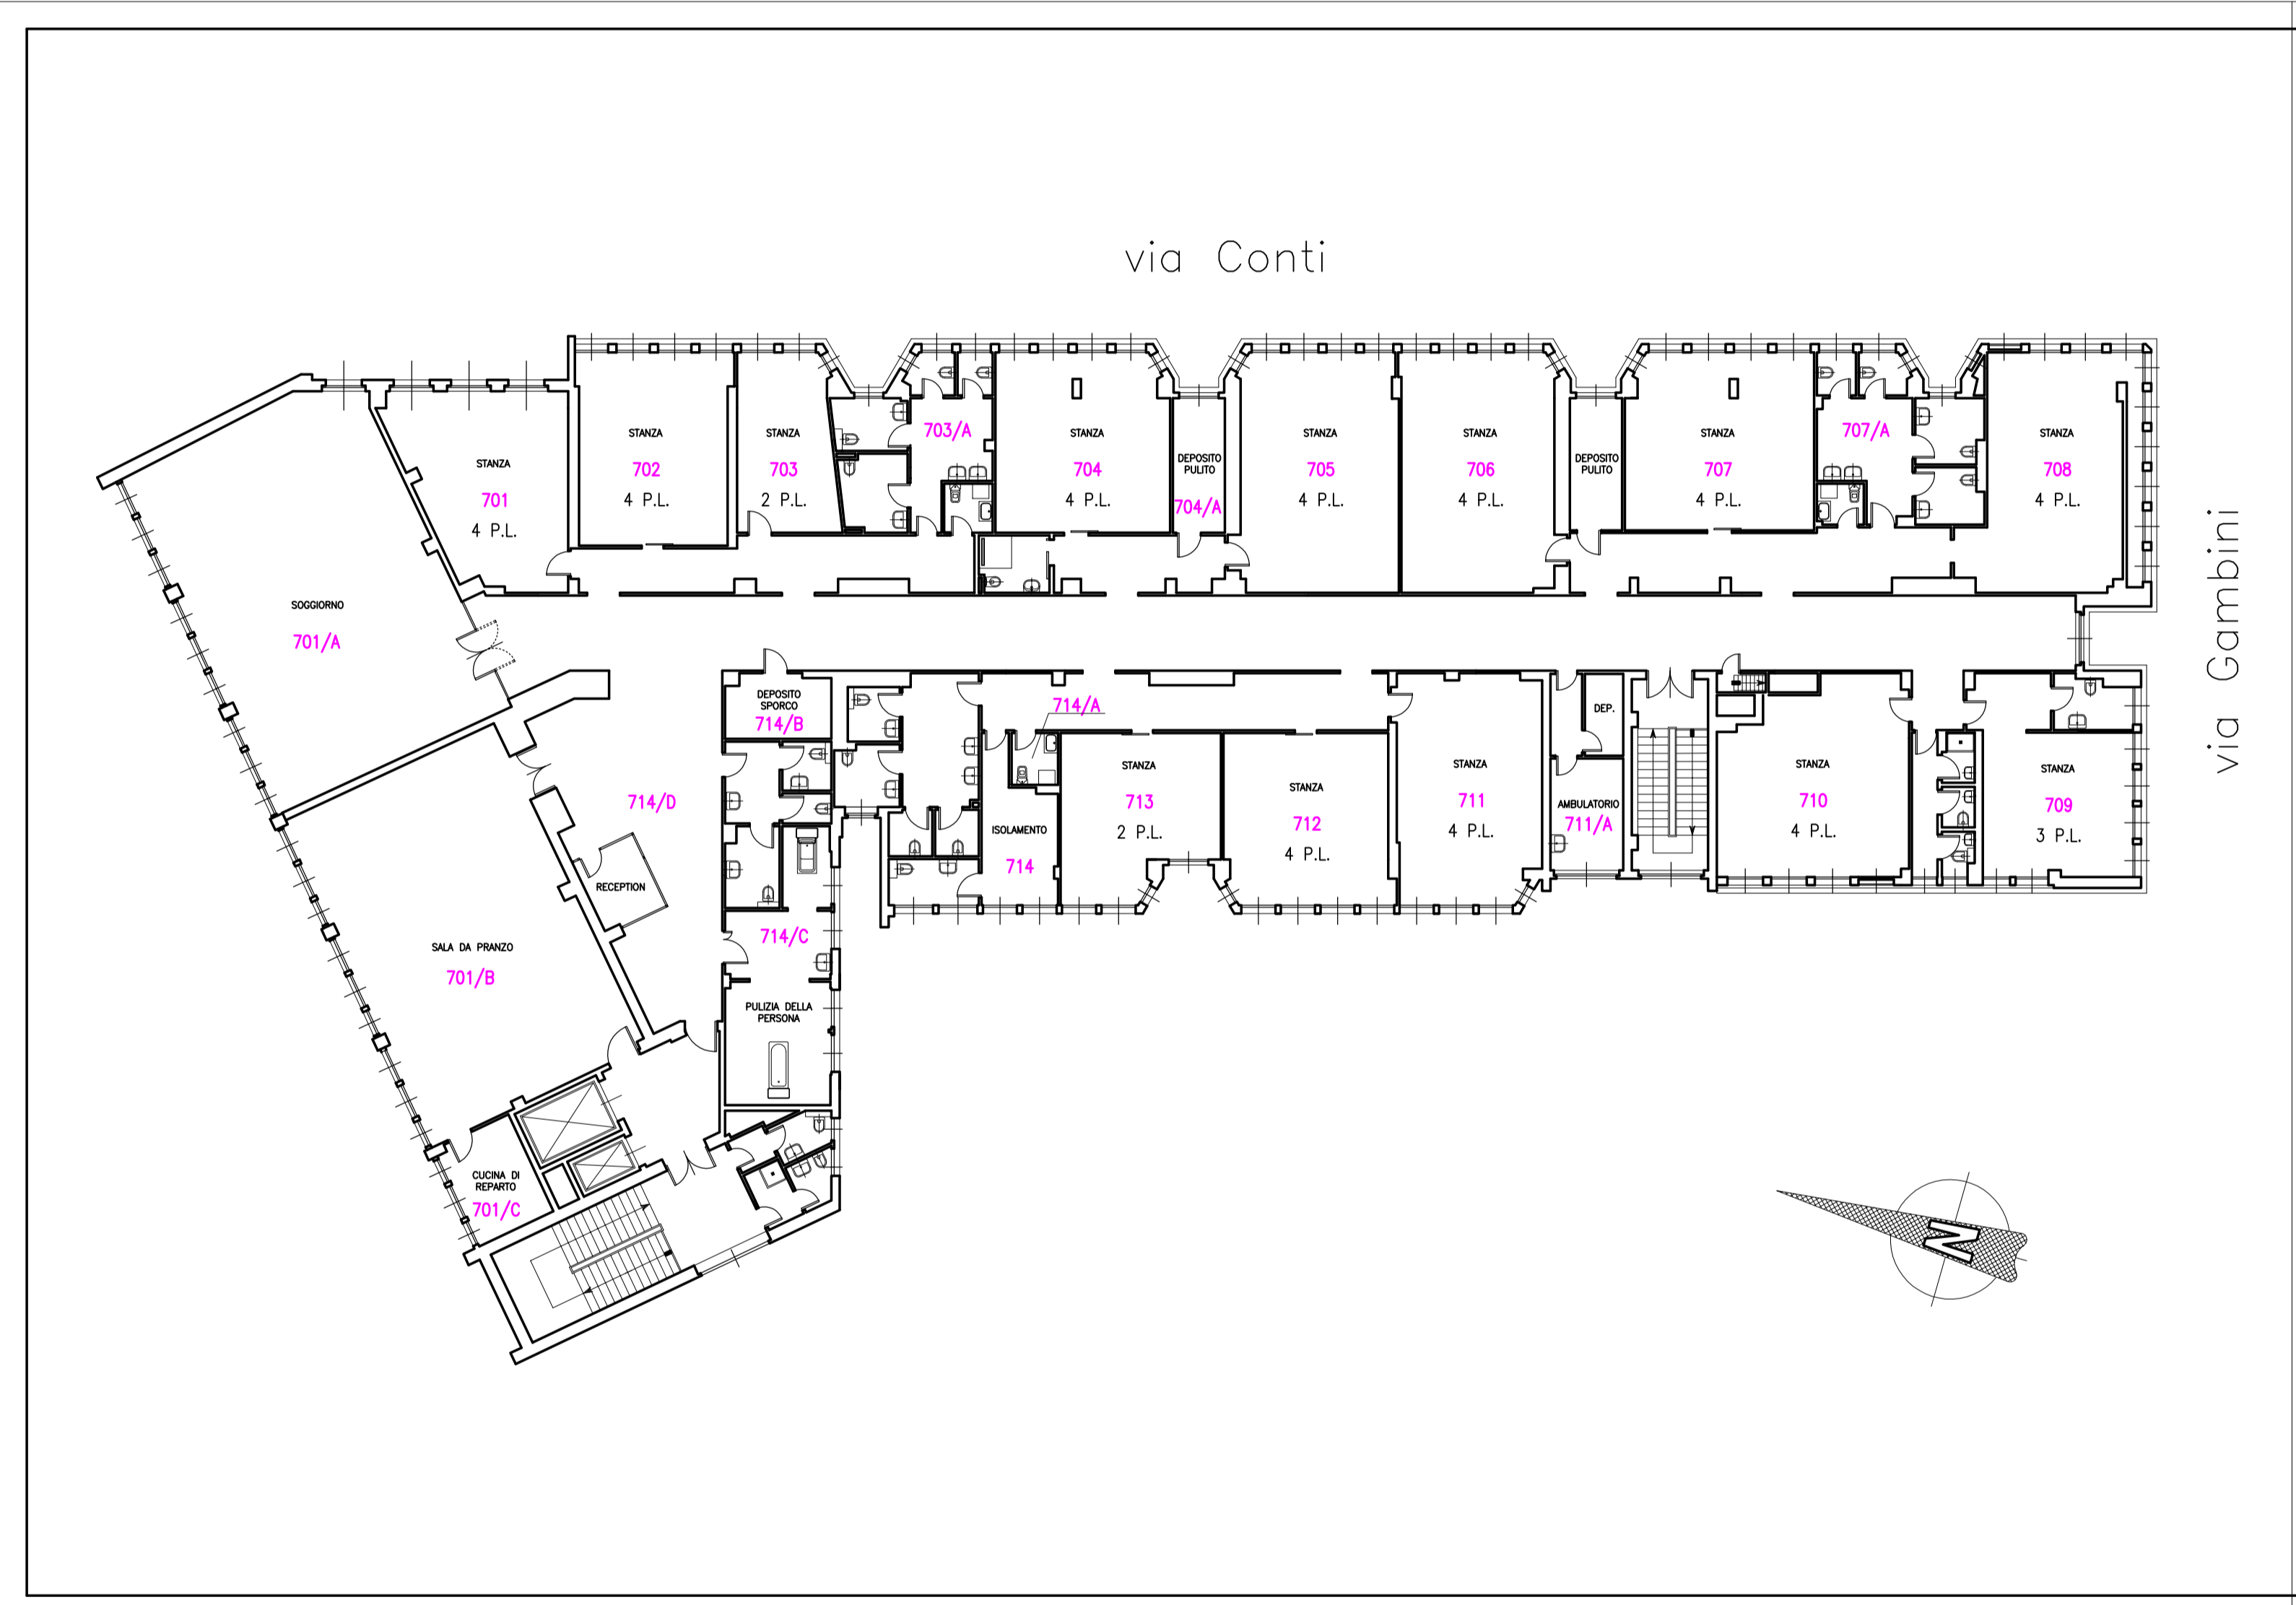 via Conti
STANZA
701
4 P.L.
STANZA
702
4 P.L.
STANZA
703
2 P.L.
703/A
STANZA
704
4 P.L.
DEPOSITO
PULITO
704/A
STANZA
705
4 P.L.
STANZA
706
4 P.L.
DEPOSITO
PULITO
STANZA
707
4 P.L.
707/A
STANZA
708
4 P.L.
via Gambini
SOGGIORNO
701/A
DEPOSITO
SPORCO
714/B
714/A
714/D
RECEPTION
ISOLAMENTO
714
STANZA
713
2 P.L.
STANZA
712
4 P.L.
STANZA
711
4 P.L.
DEP.
AMBULATORIO
711/A
STANZA
710
4 P.L.
STANZA
709
3 P.L.
SALA DA PRANZO
701/B
714/C
PULIZIA DELLA
PERSONA
CUCINA DI
REPARTO
701/C
N